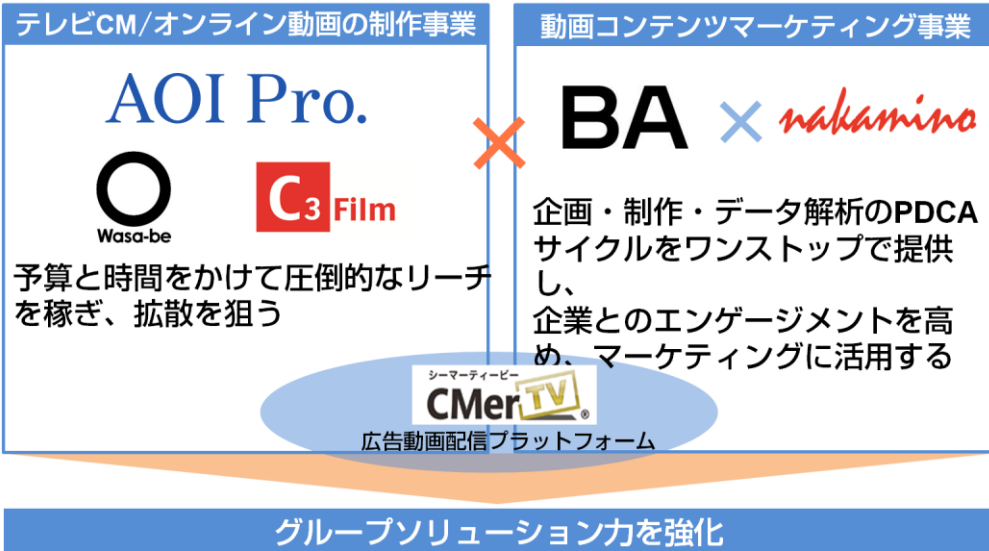 テレビCM/オンライン動画の制作事業
AOI Pro.
Wasa-be
C3 Film
予算と時間をかけて圧倒的なリーチ
を稼ぎ、拡散を狙う
動画コンテンツマーケティング事業
BA × nakamino
企画・制作・データ解析のPDCA
サイクルをワンストップで提供
し、
企業とのエンゲージメントを高
め、マーケティングに活用する
シーマーティービー
CMerTV®
広告動画配信プラットフォーム
グループソリューション力を強化